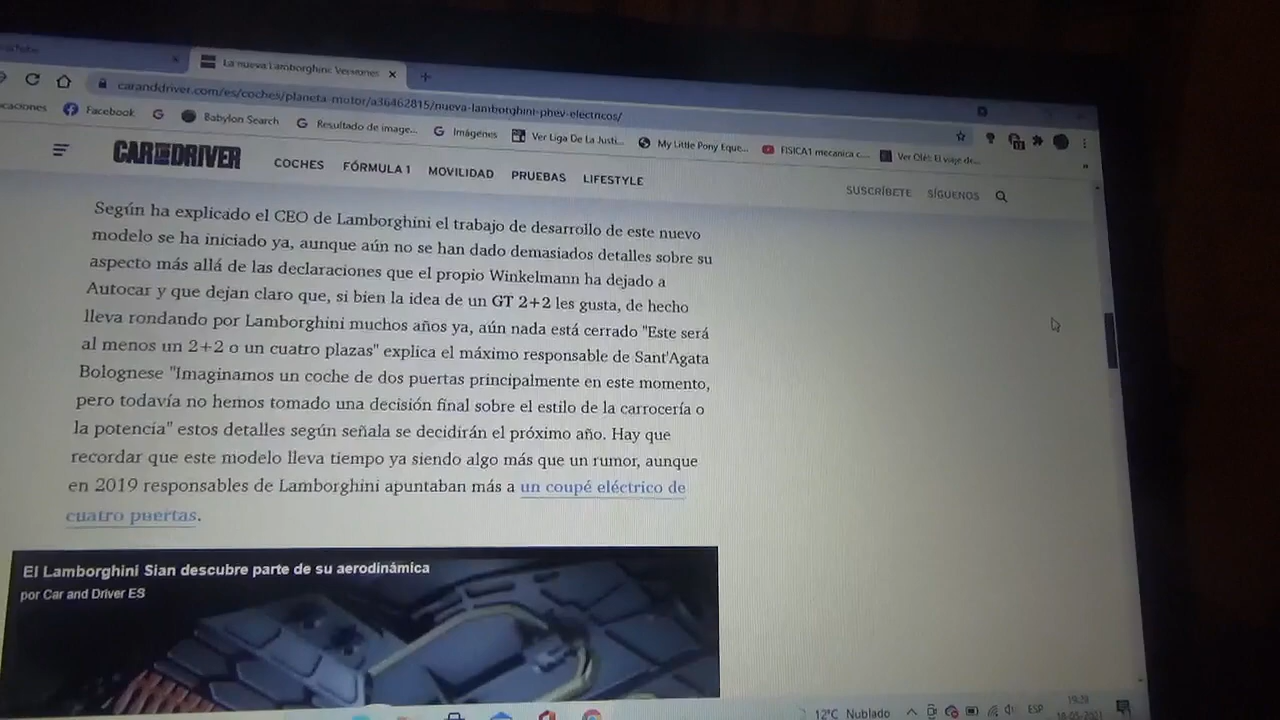 La nueva Lamborghini: Versiones
caranddriver.com/es/coches/planeta-motor/a36462815/nueva-lamborghini-phev-electricos/
Facebook
Babylon Search
Resultado de image...
Imágenes
Ver Liga De La Justi...
My Little Pony Eque...
FISICA1 mecanica c...
Ver Olé: El viaje de...
CAR AND DRIVER
COCHES FÓRMULA 1 MOVILIDAD PRUEBAS LIFESTYLE
SUSCRÍBETE SÍGUENOS
Según ha explicado el CEO de Lamborghini el trabajo de desarrollo de este nuevo
modelo se ha iniciado ya, aunque aún no se han dado demasiados detalles sobre su
aspecto más allá de las declaraciones que el propio Winkelmann ha dejado a
Autocar y que dejan claro que, si bien la idea de un GT 2+2 les gusta, de hecho
lleva rondando por Lamborghini muchos años ya, aún nada está cerrado "Este será
al menos un 2+2 o un cuatro plazas" explica el máximo responsable de Sant'Agata
Bolognese "Imaginamos un coche de dos puertas principalmente en este momento,
pero todavía no hemos tomado una decisión final sobre el estilo de la carrocería o
la potencia" estos detalles según señala se decidirán el próximo año. Hay que
recordar que este modelo lleva tiempo ya siendo algo más que un rumor, aunque
en 2019 responsables de Lamborghini apuntaban más a un coupé eléctrico de
cuatro puertas.
El Lamborghini Sian descubre parte de su aerodinámica
por Car and Driver ES
12°C Nublado
ESP